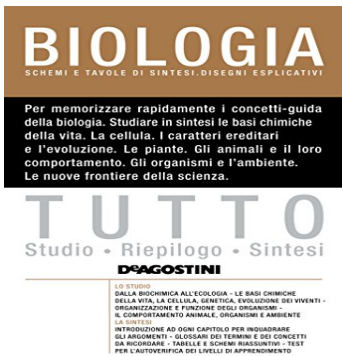 BIOLOGIA
SCHEMI E TAVOLE DI SINTESI.DISEGNI ESPLICATIVI
Per memorizzare rapidamente i concetti-guida
della biologia. Studiare in sintesi le basi chimiche
della vita. La cellula. I caratteri ereditari
e l'evoluzione. Le piante. Gli animali e il loro
comportamento. Gli organismi e l'ambiente.
Le nuove frontiere della scienza.
TUTTO
Studio • Riepilogo • Sintesi
DeAGOSTINI
LO STUDIO
DALLA BIOCHIMICA ALL'ECOLOGIA - LE BASI CHIMICHE
DELLA VITA, LA CELLULA, GENETICA, EVOLUZIONE DEI VIVENTI -
ORGANIZZAZIONE E FUNZIONE DEGLI ORGANISMI -
IL COMPORTAMENTO ANIMALE, ORGANISMI E AMBIENTE
LA SINTESI
INTRODUZIONE AD OGNI CAPITOLO PER INQUADRARE
GLI ARGOMENTI - GLOSSARI DEI TERMINI E DEI CONCETTI
DA RICORDARE - TABELLE E SCHEMI RIASSUNTIVI - TEST
PER L'AUTOVERIFICA DEI LIVELLI DI APPRENDIMENTO